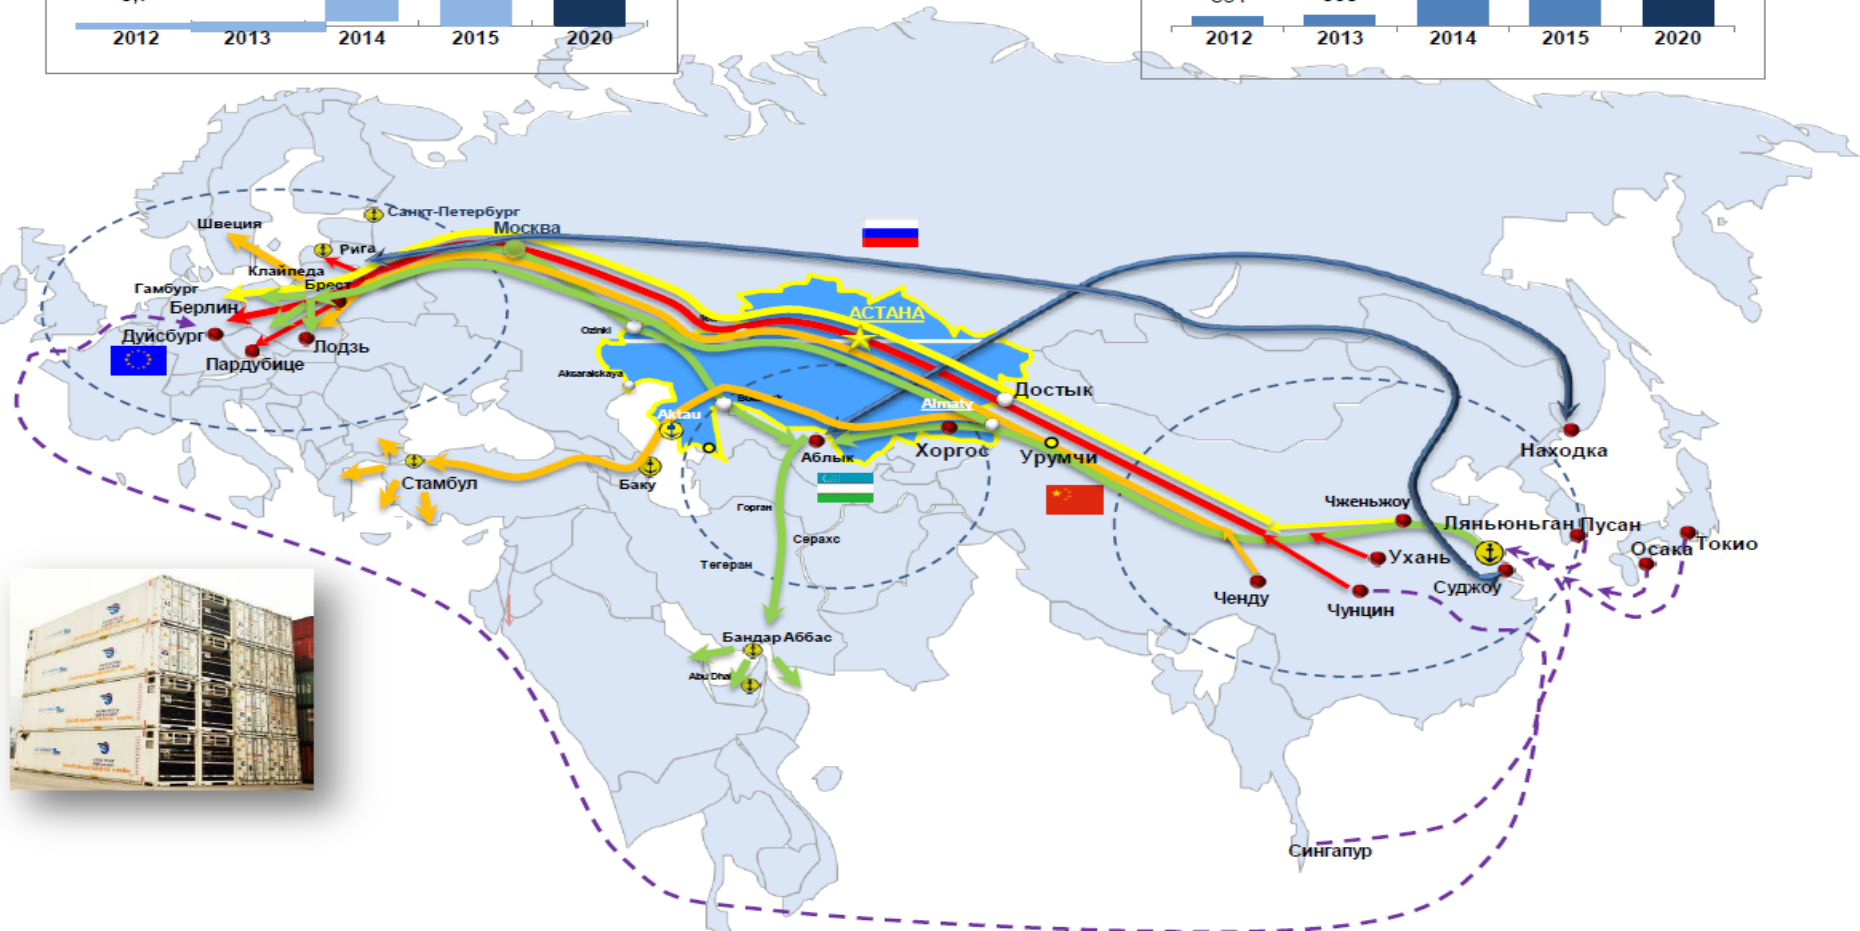 2012 2013 2014 2015 2020
2012 2013 2014 2015 2020
Санкт-Петербург
Швеция
Москва
Рига
Клайпеда
Гамбург
Брест
Берлин
АСТАНА
Ozinki
Дуйсбург
Лодзь
Пардубице
Aksaraiskaya
Достык
Almaty
Aktau
Находка
Хоргос
Урумчи
Аблык
Стамбул
Баку
Чженьжоу
Горган
Ляньюньган
Пусан
Серахс
Осака
Токио
Ухань
Тегеран
Суджоу
Ченду
Чунцин
Бандар Аббас
Сингапур